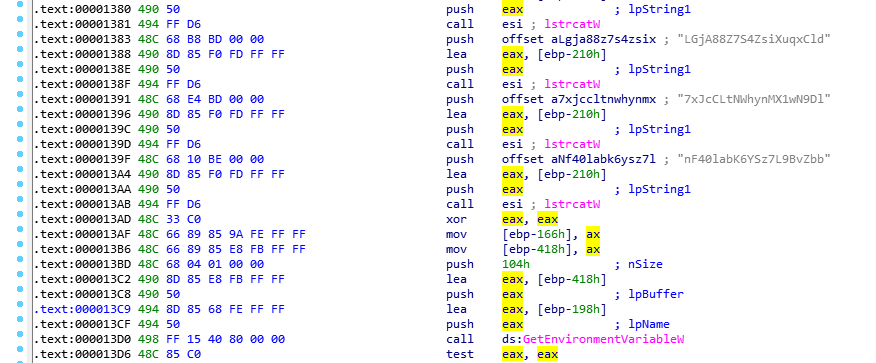 .text:00001380 490 50 push eax ; lpString1
.text:00001381 494 FF D6 call esi ; lstrcatW
.text:00001383 48C 68 B8 BD 00 00 push offset aLgja88z7s4zsix ; "LGjA88Z7S4ZsiXuqxCld"
.text:00001388 490 8D 85 F0 FD FF FF lea eax, [ebp-210h]
.text:0000138E 490 50 push eax ; lpString1
.text:0000138F 494 FF D6 call esi ; lstrcatW
.text:00001391 48C 68 E4 BD 00 00 push offset a7xjccltnwhynmx ; "7xJcCLtNWhynMX1wN9Dl"
.text:00001396 490 8D 85 F0 FD FF FF lea eax, [ebp-210h]
.text:0000139C 490 50 push eax ; lpString1
.text:0000139D 494 FF D6 call esi ; lstrcatW
.text:0000139F 48C 68 10 BE 00 00 push offset aNf40labk6ysz7l ; "nF40labK6YSz7L9BvZbb"
.text:000013A4 490 8D 85 F0 FD FF FF lea eax, [ebp-210h]
.text:000013AA 490 50 push eax ; lpString1
.text:000013AB 494 FF D6 call esi ; lstrcatW
.text:000013AD 48C 33 C0 xor eax, eax
.text:000013AF 48C 66 89 85 9A FE FF FF mov [ebp-166h], ax
.text:000013B6 48C 66 89 85 E8 FB FF FF mov [ebp-418h], ax
.text:000013BD 48C 68 04 01 00 00 push 104h ; nSize
.text:000013C2 490 8D 85 E8 FB FF FF lea eax, [ebp-418h]
.text:000013C8 490 50 push eax ; lpBuffer
.text:000013C9 494 8D 85 68 FE FF FF lea eax, [ebp-198h]
.text:000013CF 494 50 push eax ; lpName
.text:000013D0 498 FF 15 40 80 00 00 call ds:GetEnvironmentVariableW
.text:000013D6 48C 85 C0 test eax, eax